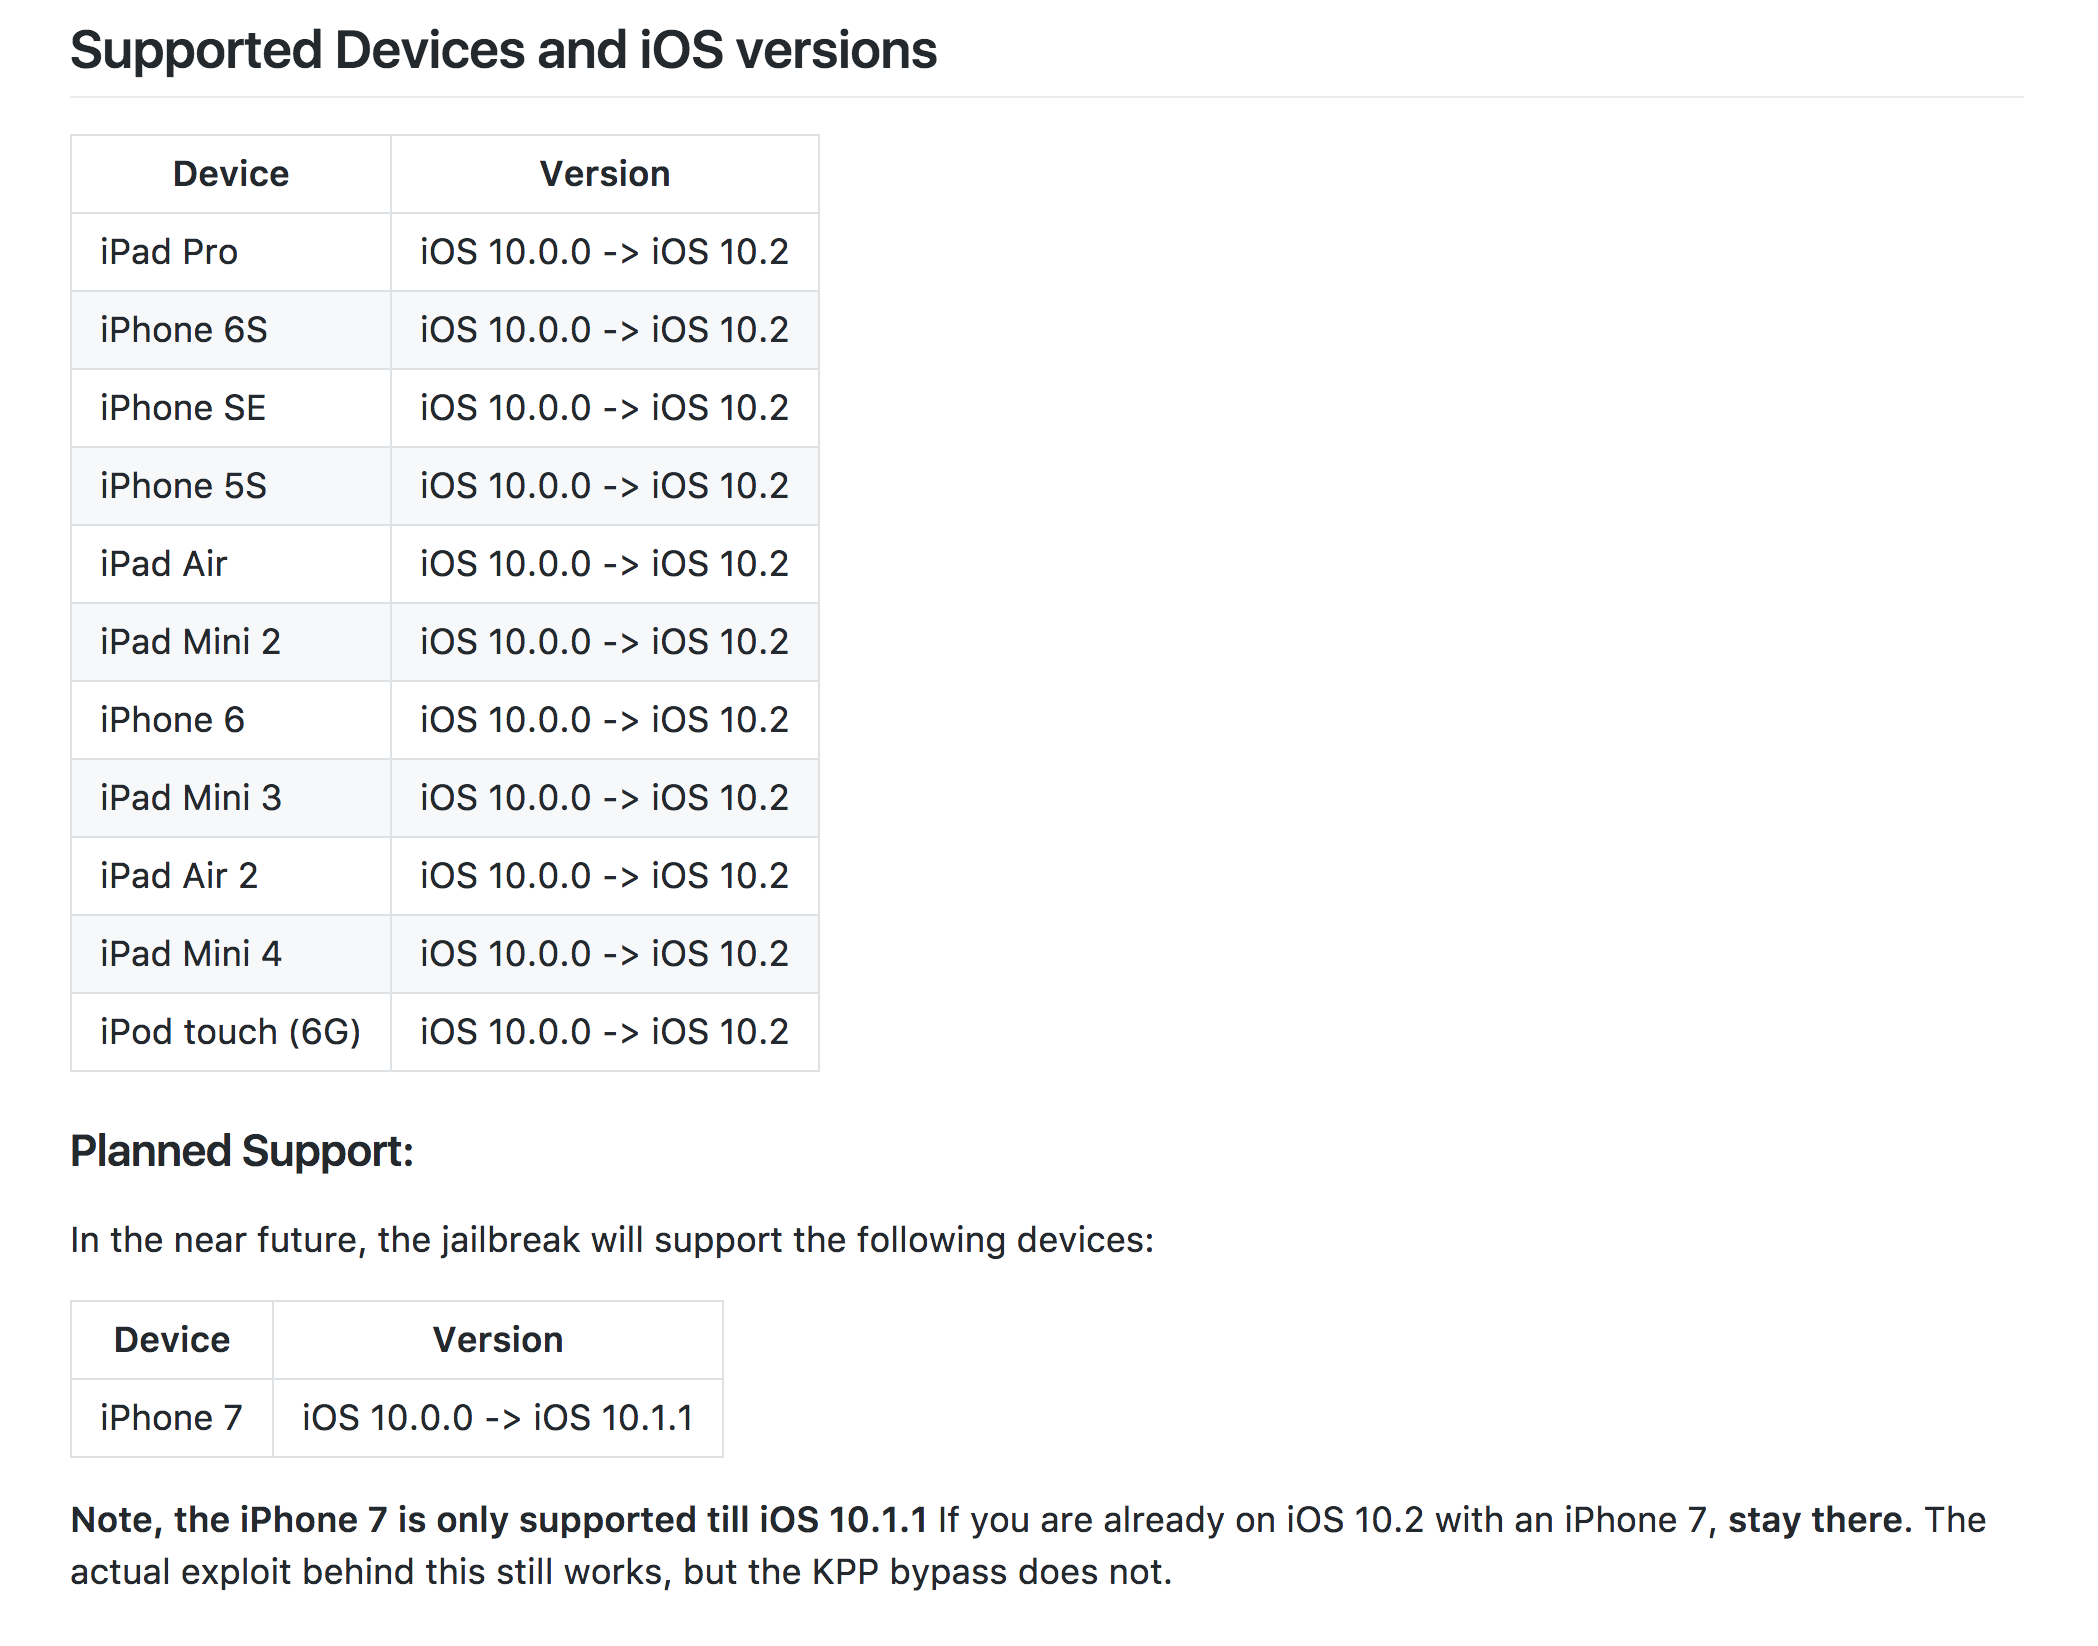 Supported Devices and iOS versions
Device Version
iPad Pro iOS 10.0.0 -> iOS 10.2
iPhone 6S iOS 10.0.0 -> iOS 10.2
iPhone SE iOS 10.0.0 -> iOS 10.2
iPhone 5S iOS 10.0.0 -> iOS 10.2
iPad Air iOS 10.0.0 -> iOS 10.2
iPad Mini 2 iOS 10.0.0 -> iOS 10.2
iPhone 6 iOS 10.0.0 -> iOS 10.2
iPad Mini 3 iOS 10.0.0 -> iOS 10.2
iPad Air 2 iOS 10.0.0 -> iOS 10.2
iPad Mini 4 iOS 10.0.0 -> iOS 10.2
iPod touch (6G) iOS 10.0.0 -> iOS 10.2
Planned Support:
In the near future, the jailbreak will support the following devices:
Device Version
iPhone 7 iOS 10.0.0 -> iOS 10.1.1
Note, the iPhone 7 is only supported till iOS 10.1.1 If you are already on iOS 10.2 with an iPhone 7, stay there. The
actual exploit behind this still works, but the KPP bypass does not.